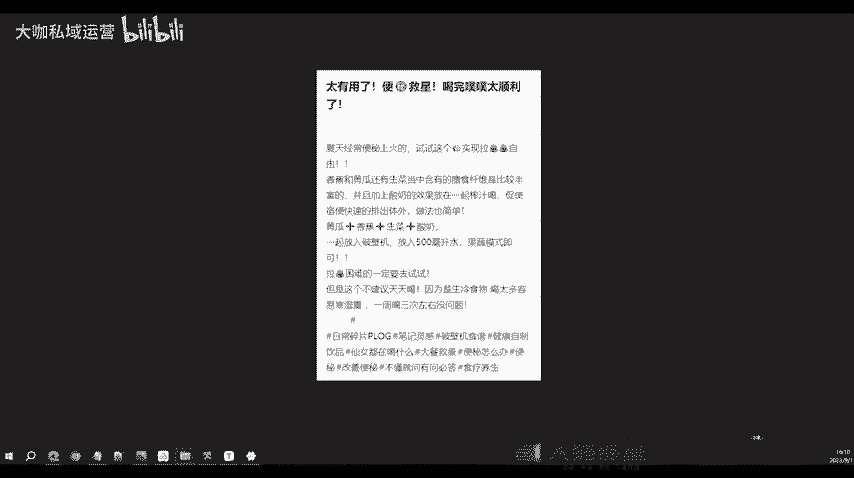 大咖私域运营 bilibili
太有用了！便💩救星！喝完噗噗太顺利
了！
夏天经常便秘上火的，试试这个💩实现拉💩💩自
由！！
香蕉和黄瓜还有生菜当中含有的膳食纤维是比较丰
富的，并且加上酸奶的效果放在一起榨汁喝，促使
宿便快速的排出体外，做法也简单！
黄瓜➕香蕉➕生菜➕酸奶，
一起放入破壁机，放入500毫升水，果蔬模式即
可！！
拉💩困难的一定要去试试！
但是这个不建议天天喝！因为是生冷食物 喝太多容
易寒湿重，一周喝三次左右没问题！
#
#日常碎片PLOG#笔记灵感#破壁机食谱#健康自制
饮品#仙女都在喝什么#大餐救星#便秘怎么办#便
秘#改善便秘#不懂就问有问必答#食疗养生
16:10